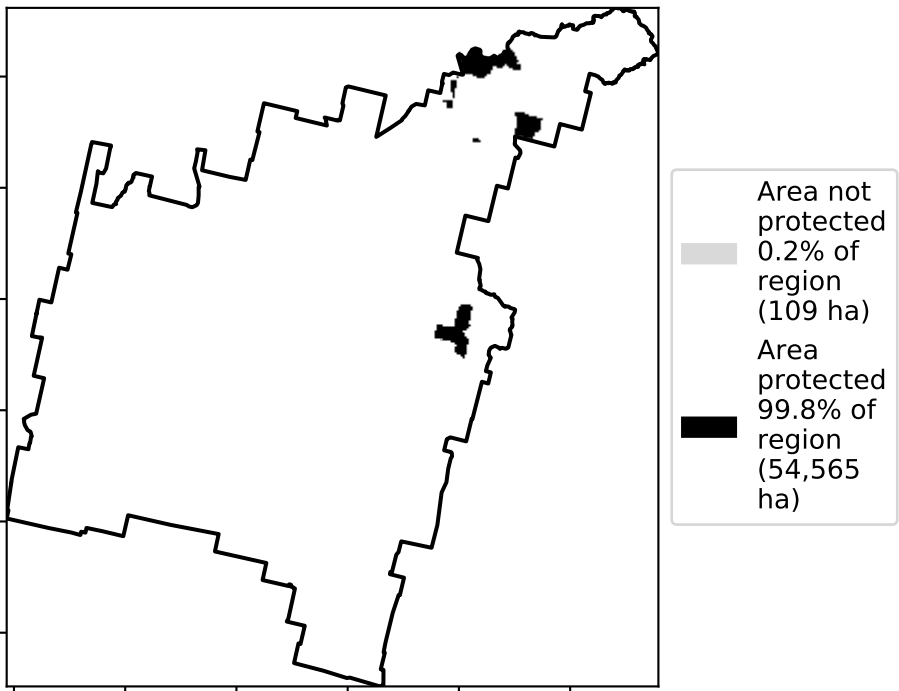 Area not
protected
0.2% of
region
(109 ha)
Area
protected
99.8% of
region
(54,565
ha)